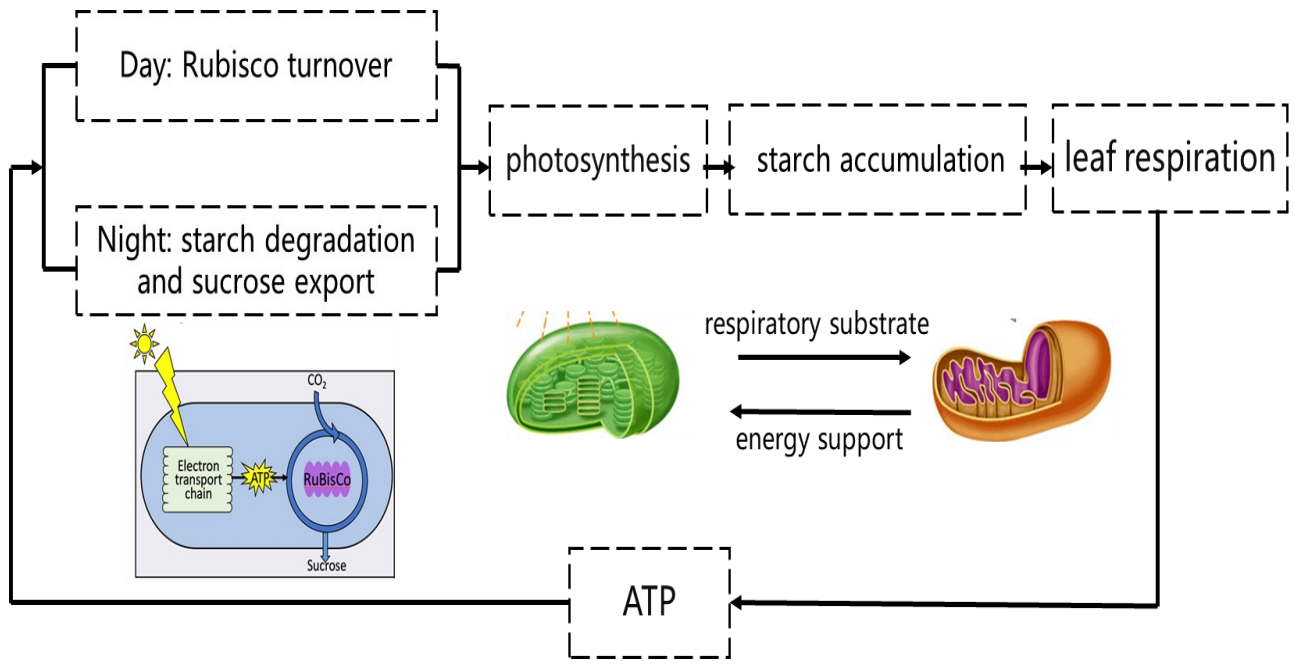 Day: Rubisco turnover
Night: starch degradation
and sucrose export
photosynthesis
starch accumulation
leaf respiration
respiratory substrate
energy support
CO₂
Electron
transport
chain
ATP
RuBisCo
Sucrose
ATP